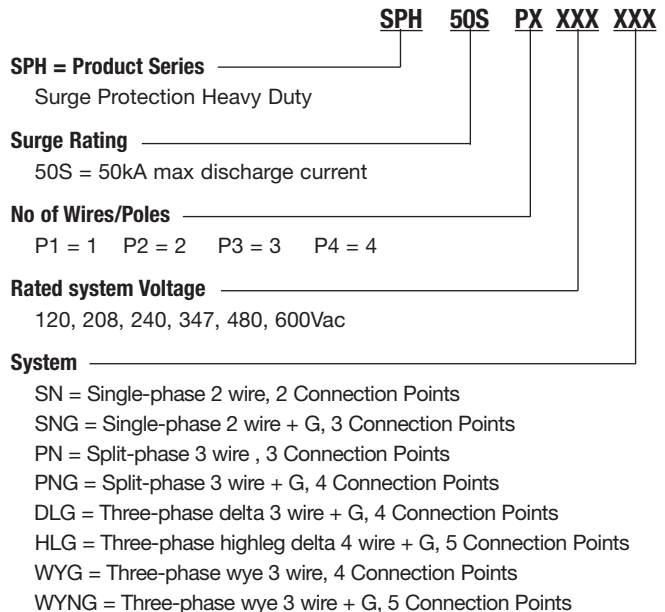 SPH 50S PX XXX XXX
SPH = Product Series
Surge Protection Heavy Duty
Surge Rating
50S = 50kA max discharge current
No of Wires/Poles
P1 = 1 P2 = 2 P3 = 3 P4 = 4
Rated system Voltage
120, 208, 240, 347, 480, 600Vac
System
SN = Single-phase 2 wire, 2 Connection Points
SNG = Single-phase 2 wire + G, 3 Connection Points
PN = Split-phase 3 wire , 3 Connection Points
PNG = Split-phase 3 wire + G, 4 Connection Points
DLG = Three-phase delta 3 wire + G, 4 Connection Points
HLG = Three-phase highleg delta 4 wire + G, 5 Connection Points
WYG = Three-phase wye 3 wire, 4 Connection Points
WYNG = Three-phase wye 3 wire + G, 5 Connection Points